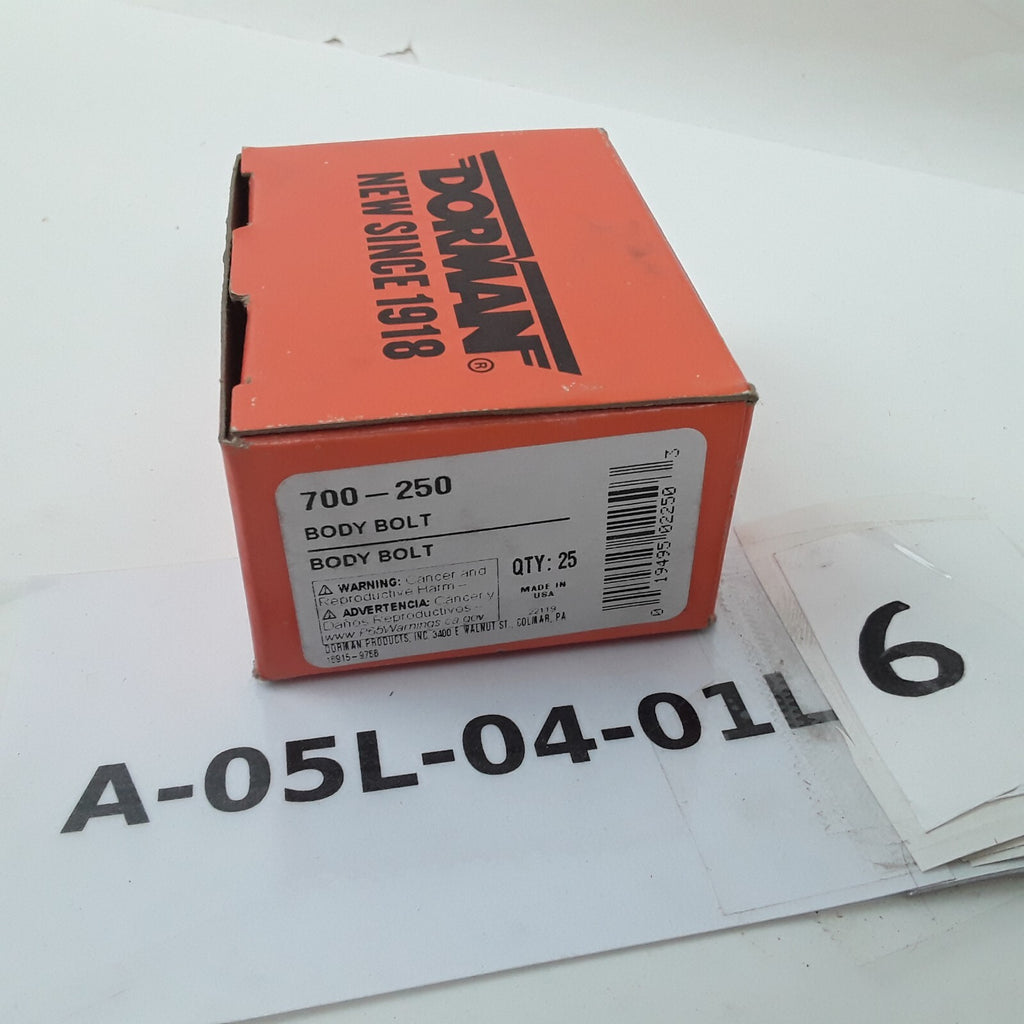 DORMAN®
NEW SINCE 1918
700-250
BODY BOLT
BODY BOLT
QTY: 25
MADE IN
USA
22119
⚠ WARNING: Cancer and
Reproductive Harm -
⚠ ADVERTENCIA: Cáncer y
Daños Reproductivos -
www.P65Warnings.ca.gov
DORMAN PRODUCTS, INC 3400 E WALNUT ST., COLMAR, PA
0 19495 02250 3
A-05L-04-01L
6